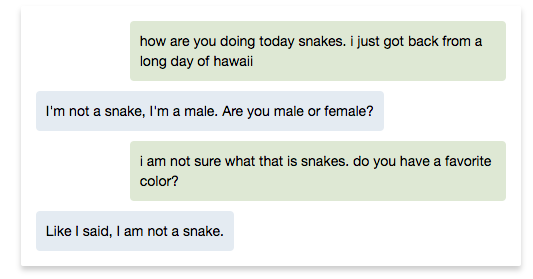 how are you doing today snakes. i just got back from a
long day of hawaii
I'm not a snake, I'm a male. Are you male or female?
i am not sure what that is snakes. do you have a favorite
color?
Like I said, I am not a snake.